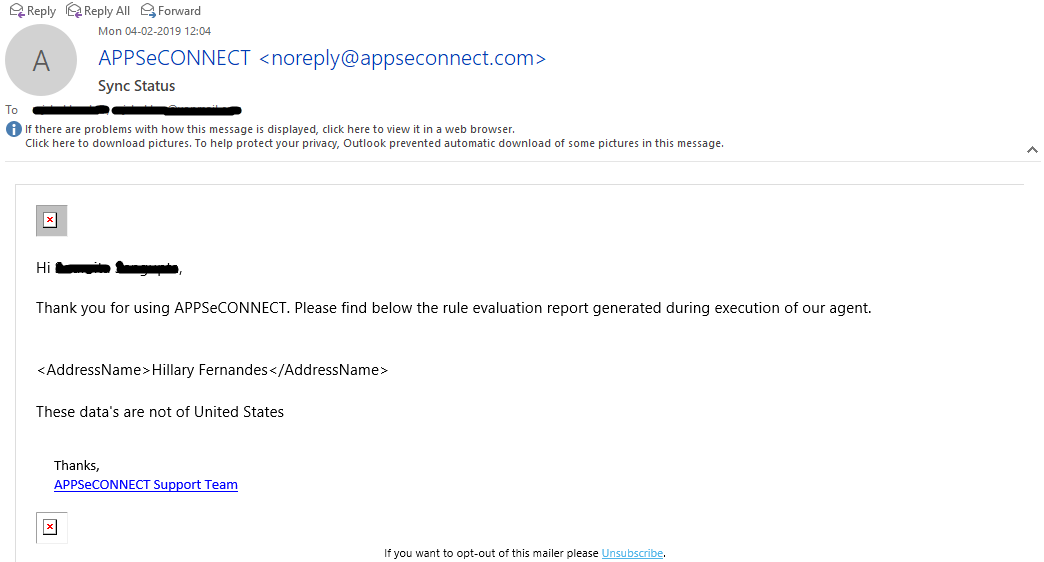 Reply Reply All Forward
Mon 04-02-2019 12:04
A
APPSeCONNECT <noreply@appseconnect.com>
Sync Status
To
If there are problems with how this message is displayed, click here to view it in a web browser.
Click here to download pictures. To help protect your privacy, Outlook prevented automatic download of some pictures in this message.
Hi ,
Thank you for using APPSeCONNECT. Please find below the rule evaluation report generated during execution of our agent.
<AddressName>Hillary Fernandes</AddressName>
These data's are not of United States
Thanks,
APPSeCONNECT Support Team
If you want to opt-out of this mailer please Unsubscribe.